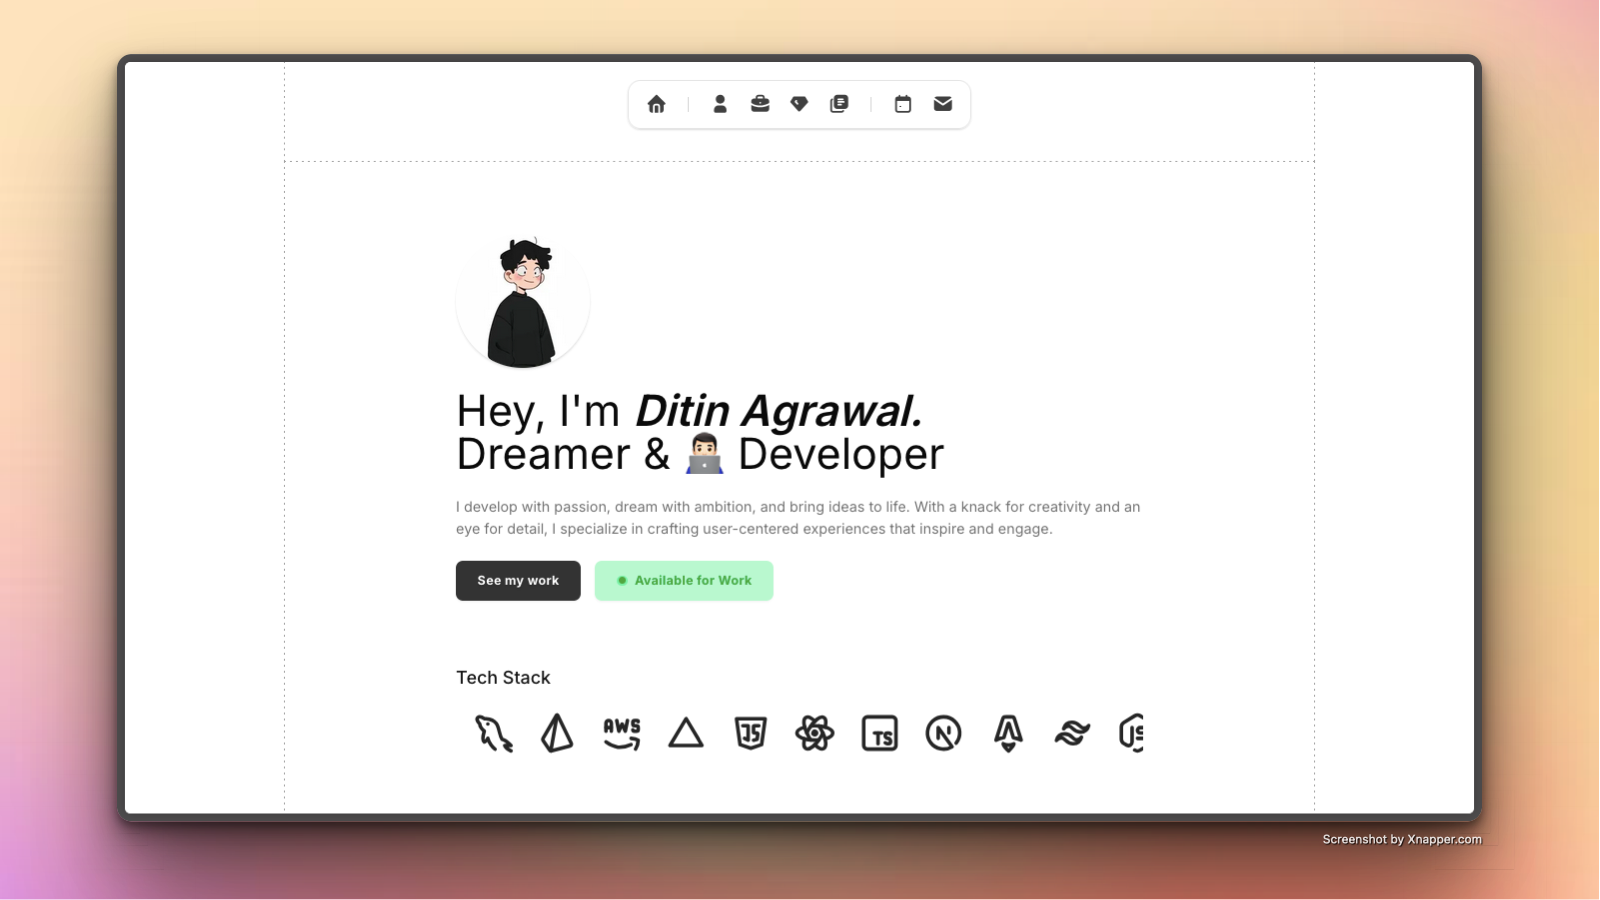 Hey, I'm Ditin Agrawal.
Dreamer & 👨🏻‍💻 Developer
I develop with passion, dream with ambition, and bring ideas to life. With a knack for creativity and an
eye for detail, I specialize in crafting user-centered experiences that inspire and engage.
See my work
Available for Work
Tech Stack
AWS
JS
TS
N
JS
Screenshot by Xnapper.com